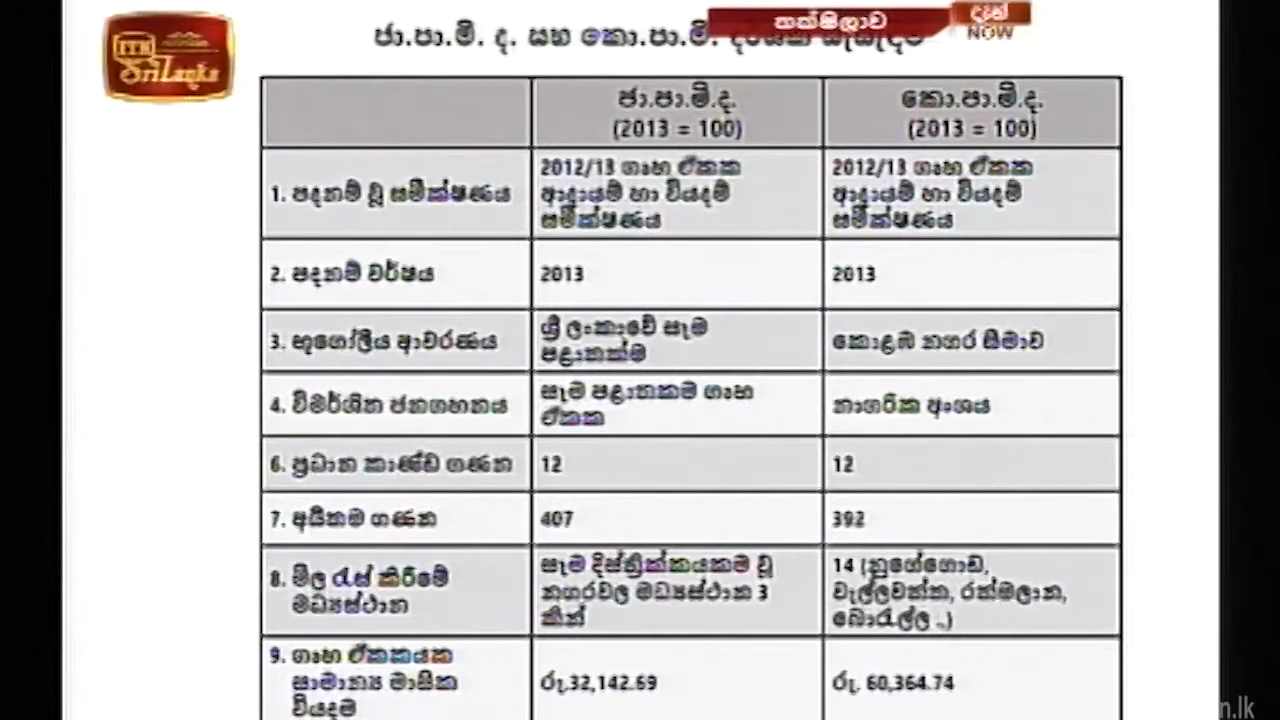 තක්ෂිලාව
දැන්
NOW
ITN
Sri Lanka
ජා.පා.මි. ද. සහ කො.පා.මි.
ජා.පා.මි.ද. කො.පා.මි.ද.
(2013 = 100) (2013 = 100)
1. පදනම් වූ සමීක්ෂණය
2012/13 ගෘහ ඒකක
ආදායම් හා වියදම්
සමීක්ෂණය
2012/13 ගෘහ ඒකක
ආදායම් හා වියදම්
සමීක්ෂණය
2. පදනම් වර්ෂය 2013 2013
3. භූගෝලීය ආවරණය
ශ්‍රී ලංකාවේ සෑම
පළාතක්ම
කොළඹ නගර සීමාව
4. විමර්ශිත ජනගහනය
සෑම පළාතකම ගෘහ
ඒකක
නාගරික අංශය
6. ප්‍රධාන කාණ්ඩ ගණන 12 12
7. අයිතම ගණන 407 392
8. මිල රැස් කිරීමේ
මධ්‍යස්ථාන
සෑම දිස්ත්‍රික්කයකම වූ
නගරවල මධ්‍යස්ථාන 3
කින්
14 (නුගේගොඩ,
වැල්ලවත්ත, රත්මලාන,
බොරැල්ල ..)
9. ගෘහ ඒකකයක
සාමාන්‍ය මාසික
වියදම
රු.32,142.69
රු. 60,364.74
n.lk